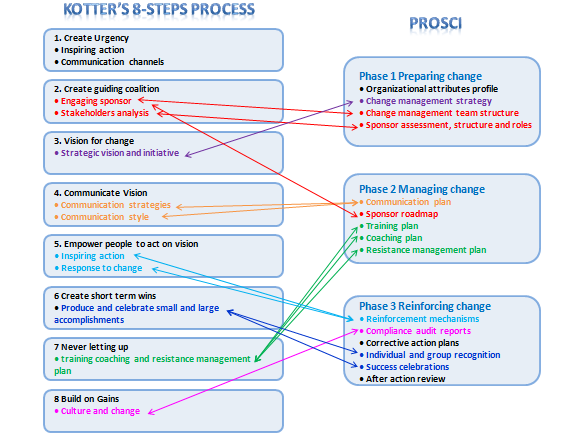 KOTTER'S 8-STEPS PROCESS
1. Create Urgency
• Inspiring action
• Communication channels
2. Create guiding coalition
• Engaging sponsor
• Stakeholders analysis
3. Vision for change
• Strategic vision and initiative
4. Communicate Vision
• Communication strategies
• Communication style
5. Empower people to act on vision
• Inspiring action
• Response to change
6 Create short term wins
• Produce and celebrate small and large
accomplishments
7 Never letting up
• training coaching and resistance management
plan
8 Build on Gains
• Culture and change
PROSCI
Phase 1 Preparing change
• Organizational attributes profile
• Change management strategy
• Change management team structure
• Sponsor assessment, structure and roles
Phase 2 Managing change
• Communication plan
• Sponsor roadmap
• Training plan
• Coaching plan
• Resistance management plan
Phase 3 Reinforcing change
• Reinforcement mechanisms
• Compliance audit reports
• Corrective action plans
• Individual and group recognition
• Success celebrations
• After action review